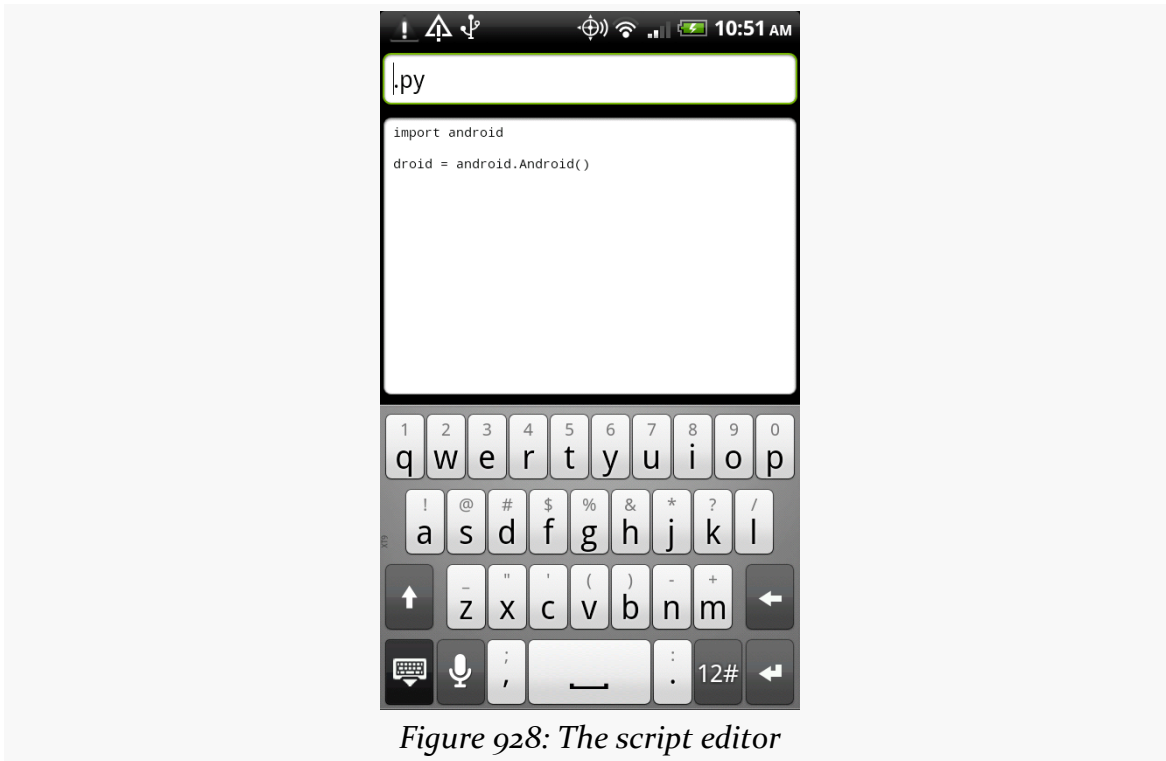 10:51 AM
.py
import android
droid = android.Android()
1 2 3 4 5 6 7 8 9 0
q w e r t y u i o p
! @ # $ % & * ? /
a s d f g h j k l
XT9
_ " ' ( ) - +
z x c v b n m
; :
, . 12#
Figure 928: The script editor